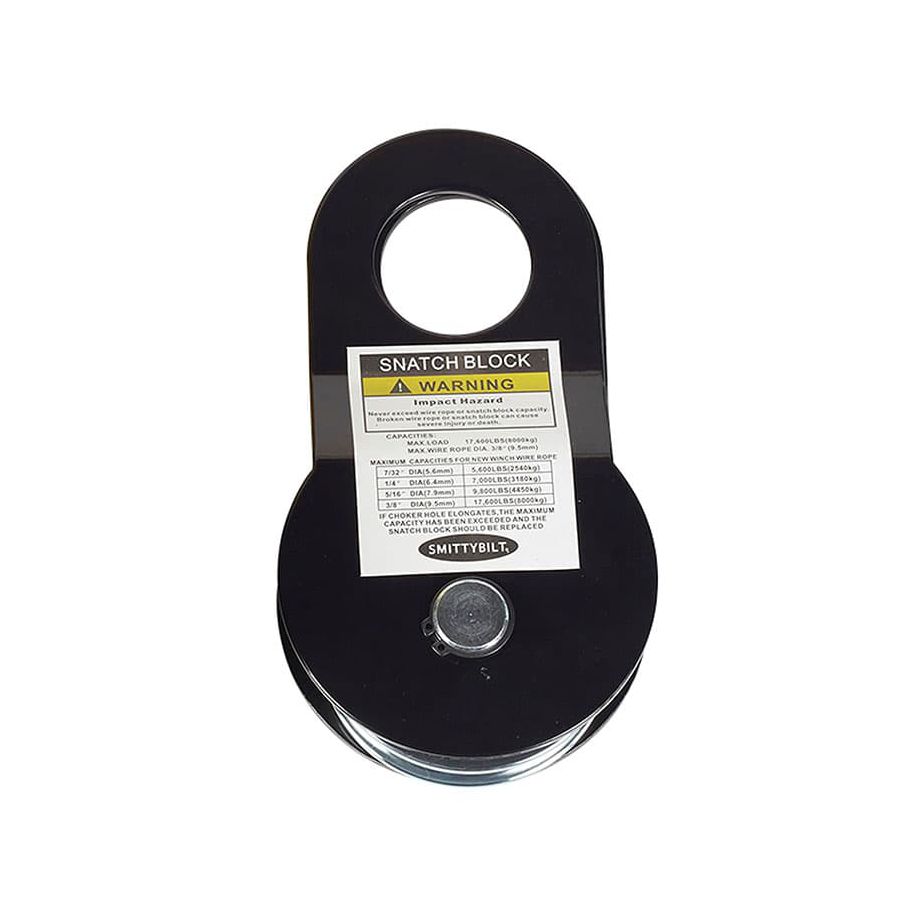 SNATCH BLOCK
WARNING
Impact Hazard
Never exceed wire rope or snatch block capacity.
Broken wire rope or snatch block can cause
severe injury or death.
CAPACITIES:
MAX.LOAD 17,600LBS(8000kg)
MAX.WIRE ROPE DIA. 3/8" (9.5mm)
MAXIMUM CAPACITIES FOR NEW WINCH WIRE ROPE
7/32" DIA(5.6mm) 5,600LBS(2540kg)
1/4" DIA(6.4mm) 7,000LBS(3180kg)
5/16" DIA(7.9mm) 9,800LBS(4450kg)
3/8" DIA(9.5mm) 17,600LBS(8000kg)
IF CHOKER HOLE ELONGATES,THE MAXIMUM
CAPACITY HAS BEEN EXCEEDED AND THE
SNATCH BLOCK SHOULD BE REPLACED
SMITTYBILT